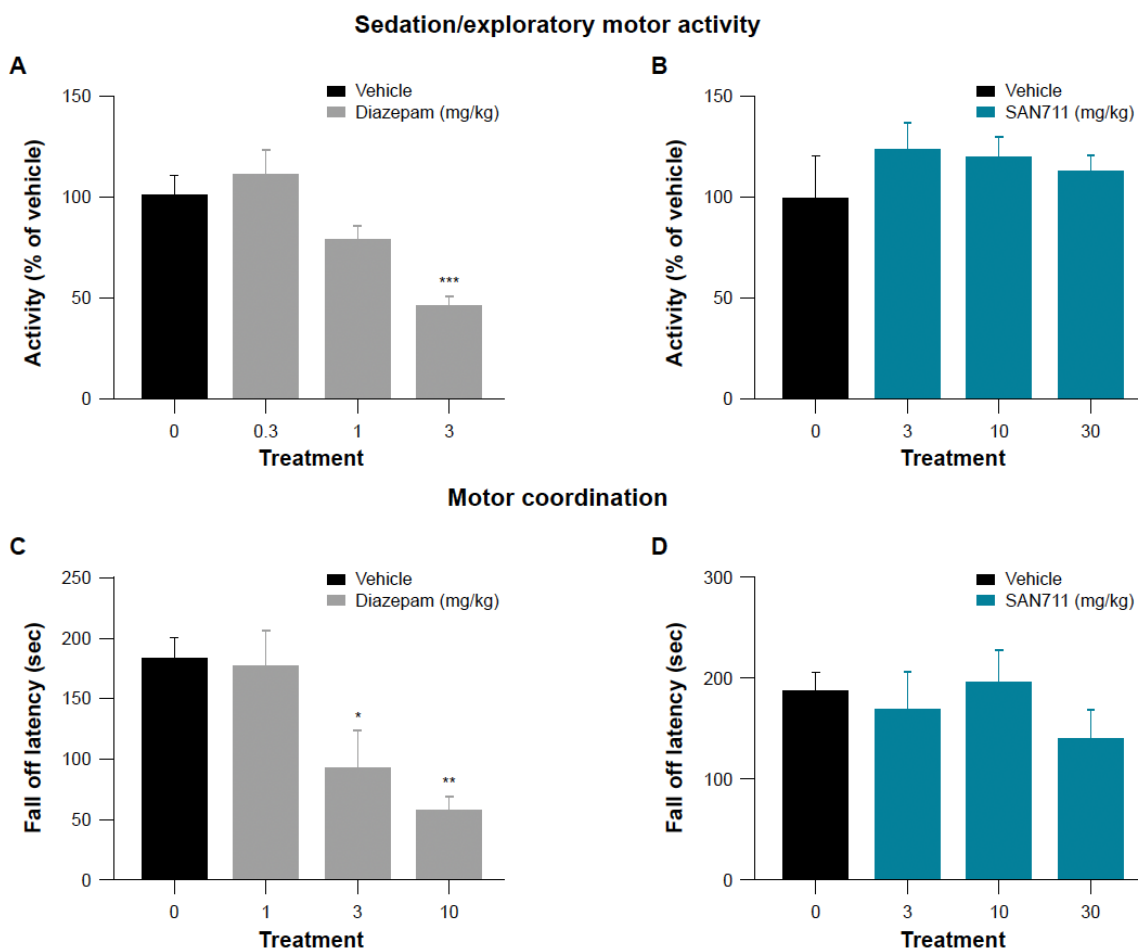 Sedation/exploratory motor activity
A
Vehicle
Diazepam (mg/kg)
Activity (% of vehicle)
150
100
50
0
***
0 0.3 1 3
Treatment
B
Vehicle
SAN711 (mg/kg)
Activity (% of vehicle)
150
100
50
0
0 3 10 30
Treatment
Motor coordination
C
Vehicle
Diazepam (mg/kg)
Fall off latency (sec)
250
200
150
100
50
0
*
**
0 1 3 10
Treatment
D
Vehicle
SAN711 (mg/kg)
Fall off latency (sec)
300
200
100
0
0 3 10 30
Treatment